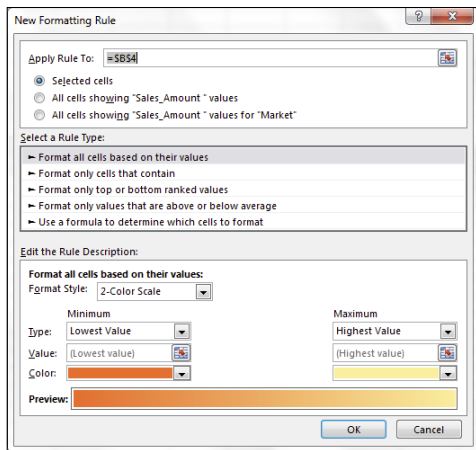 New Formatting Rule
Apply Rule To: =$B$4
Selected cells
All cells showing "Sales_Amount " values
All cells showing "Sales_Amount " values for "Market"
Select a Rule Type:
► Format all cells based on their values
► Format only cells that contain
► Format only top or bottom ranked values
► Format only values that are above or below average
► Use a formula to determine which cells to format
Edit the Rule Description:
Format all cells based on their values:
Format Style: 2-Color Scale
Minimum Maximum
Type: Lowest Value Highest Value
Value: (Lowest value) (Highest value)
Color:
Preview:
OK Cancel